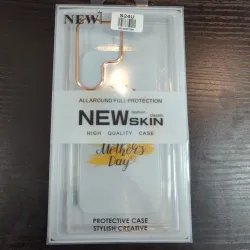 NEW
S24U
ALLAROUND FULL PROTECTION
NEW SKIN
HIGH QUALITY CASE
Mother's
Day
PROTECTIVE CASE
STYLISH CREATIVE